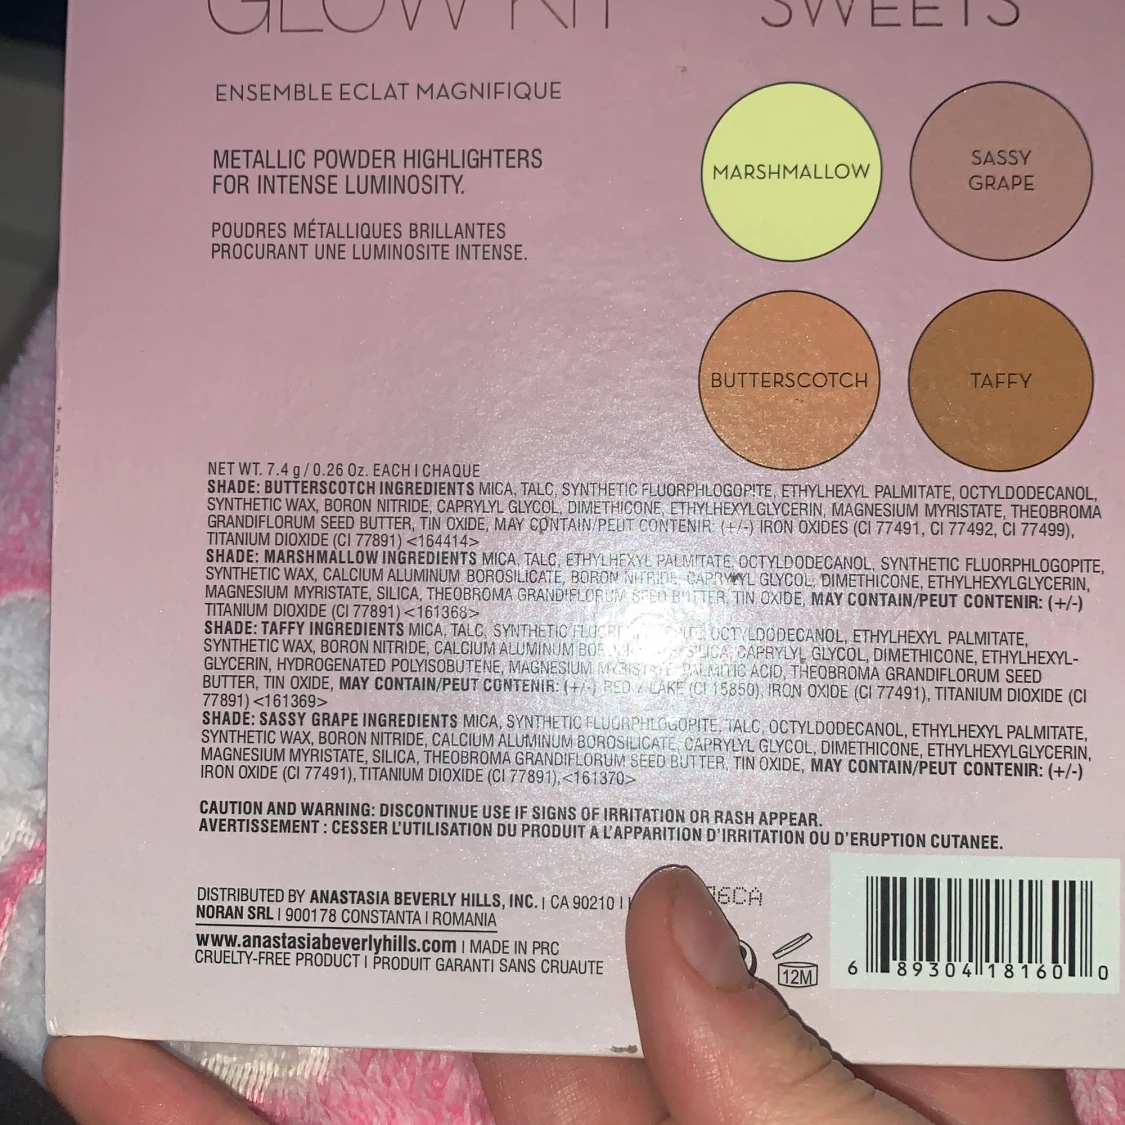 GLOW KIT SWEETS
ENSEMBLE ECLAT MAGNIFIQUE
METALLIC POWDER HIGHLIGHTERS
FOR INTENSE LUMINOSITY.
POUDRES MÉTALLIQUES BRILLANTES
PROCURANT UNE LUMINOSITE INTENSE.
MARSHMALLOW
SASSY
GRAPE
BUTTERSCOTCH
TAFFY
NET WT. 7.4 g / 0.26 Oz. EACH I CHAQUE
SHADE: BUTTERSCOTCH INGREDIENTS MICA, TALC, SYNTHETIC FLUORPHLOGOPITE, ETHYLHEXYL PALMITATE, OCTYLDODECANOL,
SYNTHETIC WAX, BORON NITRIDE, CAPRYLYL GLYCOL, DIMETHICONE, ETHYLHEXYLGLYCERIN, MAGNESIUM MYRISTATE, THEOBROMA
GRANDIFLORUM SEED BUTTER, TIN OXIDE, MAY CONTAIN/PEUT CONTENIR: (+/-) IRON OXIDES (CI 77491, CI 77492, CI 77499),
TITANIUM DIOXIDE (CI 77891) <164414>
SHADE: MARSHMALLOW INGREDIENTS MICA, TALC, ETHYLHEXYL PALMITATE, OCTYLDODECANOL, SYNTHETIC FLUORPHLOGOPITE,
SYNTHETIC WAX, CALCIUM ALUMINUM BOROSILICATE, BORON NITRIDE, CAPRYLYL GLYCOL, DIMETHICONE, ETHYLHEXYLGLYCERIN,
MAGNESIUM MYRISTATE, SILICA, THEOBROMA GRANDIFLORUM SEED BUTTER, TIN OXIDE, MAY CONTAIN/PEUT CONTENIR: (+/-)
TITANIUM DIOXIDE (CI 77891) <161368>
SHADE: TAFFY INGREDIENTS MICA, TALC, SYNTHETIC OCTYLDODECANOL, ETHYLHEXYL PALMITATE,
SYNTHETIC WAX, BORON NITRIDE, CALCIUM ALUMINUM SILICA, CAPRYLYL GLYCOL, DIMETHICONE, ETHYLHEXYL-
GLYCERIN, HYDROGENATED POLYISOBUTENE, MAGNESIUM MYRISTATE, PALMITIC ACID, THEOBROMA GRANDIFLORUM SEED
BUTTER, TIN OXIDE, MAY CONTAIN/PEUT CONTENIR: (+/-) RED 7 LAKE (CI 15850), IRON OXIDE (CI 77491), TITANIUM DIOXIDE (CI
77891) <161369>
SHADE: SASSY GRAPE INGREDIENTS MICA, SYNTHETIC FLUORPHLOGOPITE, TALC, OCTYLDODECANOL, ETHYLHEXYL PALMITATE,
SYNTHETIC WAX, BORON NITRIDE, CALCIUM ALUMINUM BOROSILICATE, CAPRYLYL GLYCOL, DIMETHICONE, ETHYLHEXYLGLYCERIN,
MAGNESIUM MYRISTATE, SILICA, THEOBROMA GRANDIFLORUM SEED BUTTER, TIN OXIDE, MAY CONTAIN/PEUT CONTENIR: (+/-)
IRON OXIDE (CI 77491), TITANIUM DIOXIDE (CI 77891),<161370>
CAUTION AND WARNING: DISCONTINUE USE IF SIGNS OF IRRITATION OR RASH APPEAR.
AVERTISSEMENT : CESSER L'UTILISATION DU PRODUIT A L'APPARITION D'IRRITATION OU D'ERUPTION CUTANEE.
DISTRIBUTED BY ANASTASIA BEVERLY HILLS, INC. I CA 90210 I
NORAN SRL I 900178 CONSTANTA I ROMANIA
www.anastasiabeverlyhills.com I MADE IN PRC
CRUELTY-FREE PRODUCT I PRODUIT GARANTI SANS CRUAUTE
6CA
12M
6 89304 18160 0